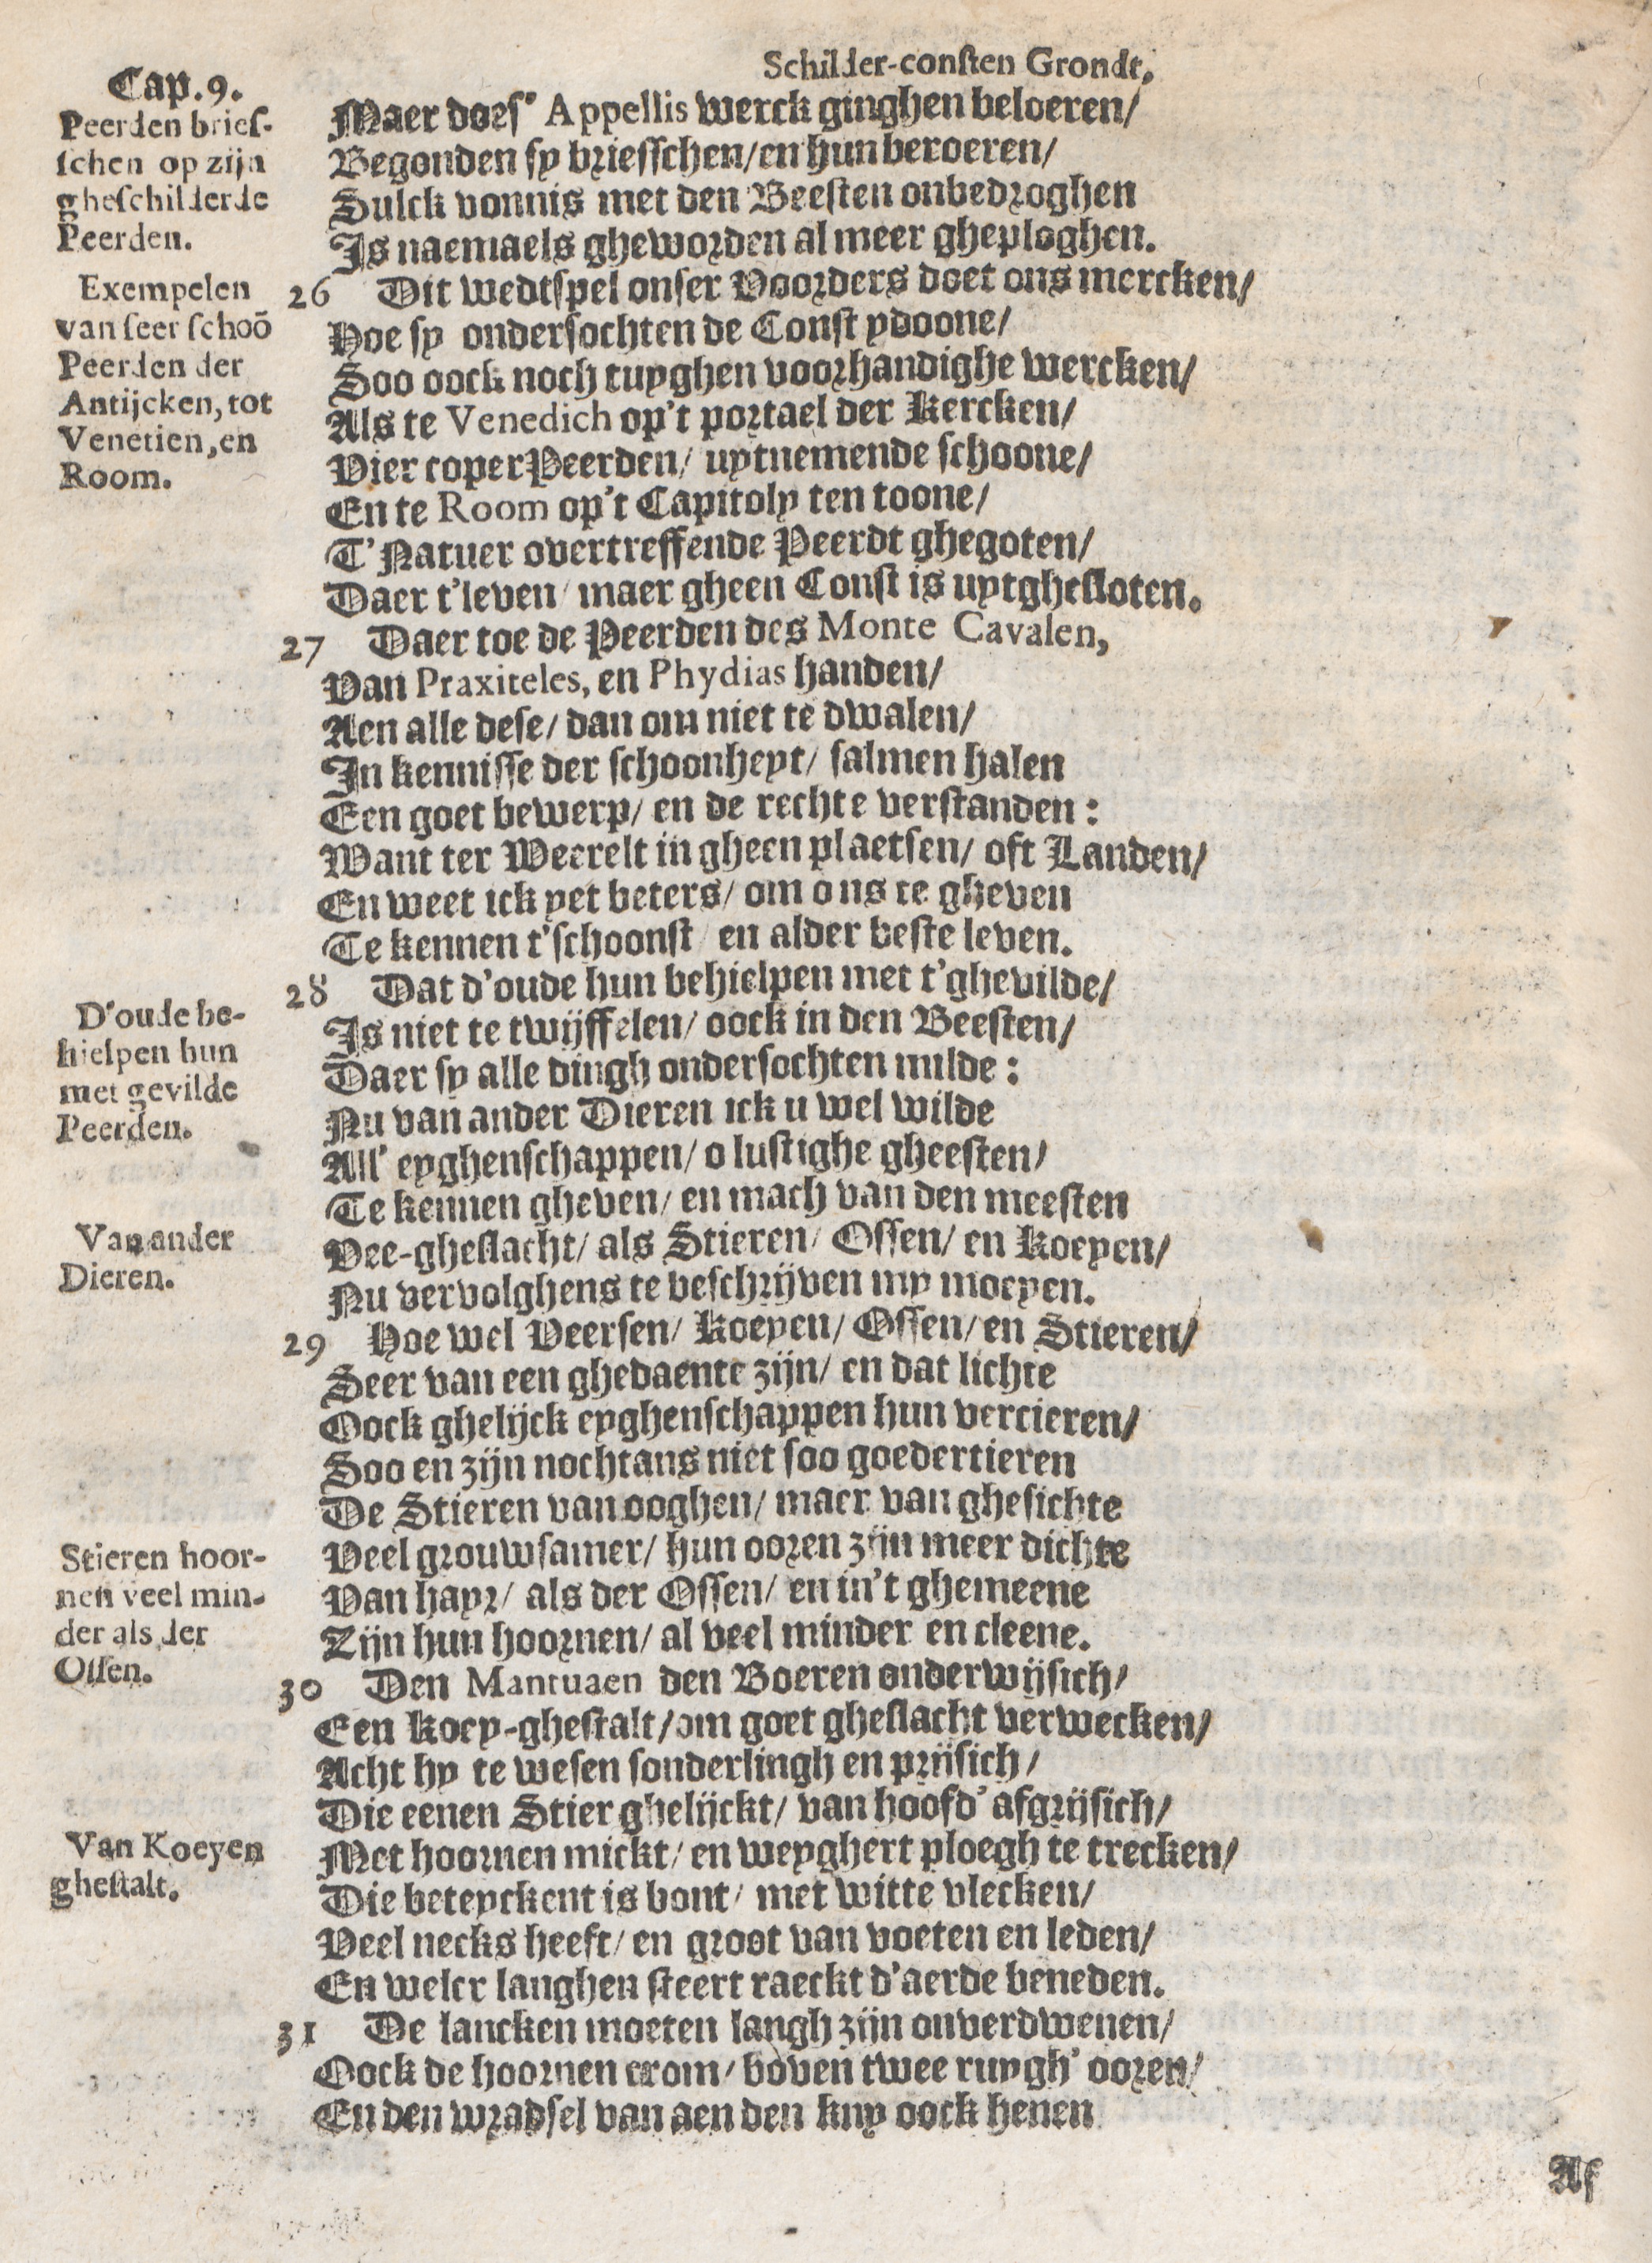 Schilder-consten Grondt.
Cap. 9.
Peerden brieſ-
ſchen op zijn
gheſchilderde
Peerden.
Maer doeſ' Appellis werck ginghen beloeren/
Begonden ſy brieſſchen/en hun beroeren/
Sulck vonnis met den Beeſten onbedroghen
Is naemaels gheworden al meer gheploghen.
Exempelen
van ſeer ſchoõ
Peerden der
Antijcken, tot
Venetien, en
Room.
26 Dit wedtſpel onſer Voorders doet ons mercken/
Hoe ſy onderſochten de Conſt ydoone/
Soo oock noch tuyghen voorhandighe wercken/
Als te Venedich op't portael der Kercken/
Vier coper Peerden/ uytnemende ſchoone/
En te Room op't Capitoly ten toone/
T'Natuer overtreffende Peerdt ghegoten/
Daer t'leven/ maer gheen Conſt is uytgheſloten.
27 Daer toe de Peerden des Monte Cavalen,
Van Praxiteles, en Phydias handen/
Aen alle deſe/ dan om niet te dwalen/
In kenniſſe der ſchoonheyt/ ſalmen halen
Een goet bewerp/ en de rechte verſtanden:
Want ter Weerelt in gheen plaetſen/ oft Landen/
En weet ick yet beters/ om ons te gheven
Te kennen t'ſchoonſt/ en alder beſte leven.
D'oude be-
hielpen hun
met gevilde
Peerden.
28 Dat d'oude hun behielpen met t'ghevilde/
Is niet te twijffelen/ oock in den Beeſten/
Daer ſy alle dingh onderſochten milde:
Nu van ander Dieren ick u wel wilde
All' eyghenſchappen/ o luſtighe gheeſten/
Te kennen gheven/ en mach van den meeſten
Van ander
Dieren.
Vee-gheſlacht/ als Stieren/ Oſſen/ en Koeyen/
Nu vervolghens te beſchrijven my moeyen.
29 Hoe wel Veerſen/ Koeyen/ Oſſen/ en Stieren/
Seer van een ghedaente zijn/ en dat lichte
Oock ghelijck eyghenſchappen hun vercieren/
Soo en zijn nochtans niet ſoo goedertieren
De Stieren van ooghen/ maer van gheſichte
Stieren hoor-
nen veel min-
der als der
Oſſen.
Veel grouwſamer/ hun ooren zijn meer dichte
Van hayr/ als der Oſſen/ en in't ghemeene
Zijn hun hoornen/ al veel minder en cleene.
30 Den Mantuaen den Boeren onderwijſich/
Een Koey-gheſtalt/om goet gheſlacht verwecken/
Acht hy te weſen ſonderlingh en prijſich/
Die eenen Stier ghelijckt/ van hoofd' afgrijſich/
Van Koeyen
gheſtalt.
Met hoornen mickt/ en weyghert ploegh te trecken/
Die beteyckent is bont/ met witte vlecken/
Veel necks heeft/ en groot van voeten en leden/
En welcr langhen ſteert raeckt d'aerde beneden.
31 De lancken moeten langh zijn onverdwenen/
Oock de hoornen crom/ boven twee ruygh' ooren/
En den wradſel van aen den kny oock henen
Af